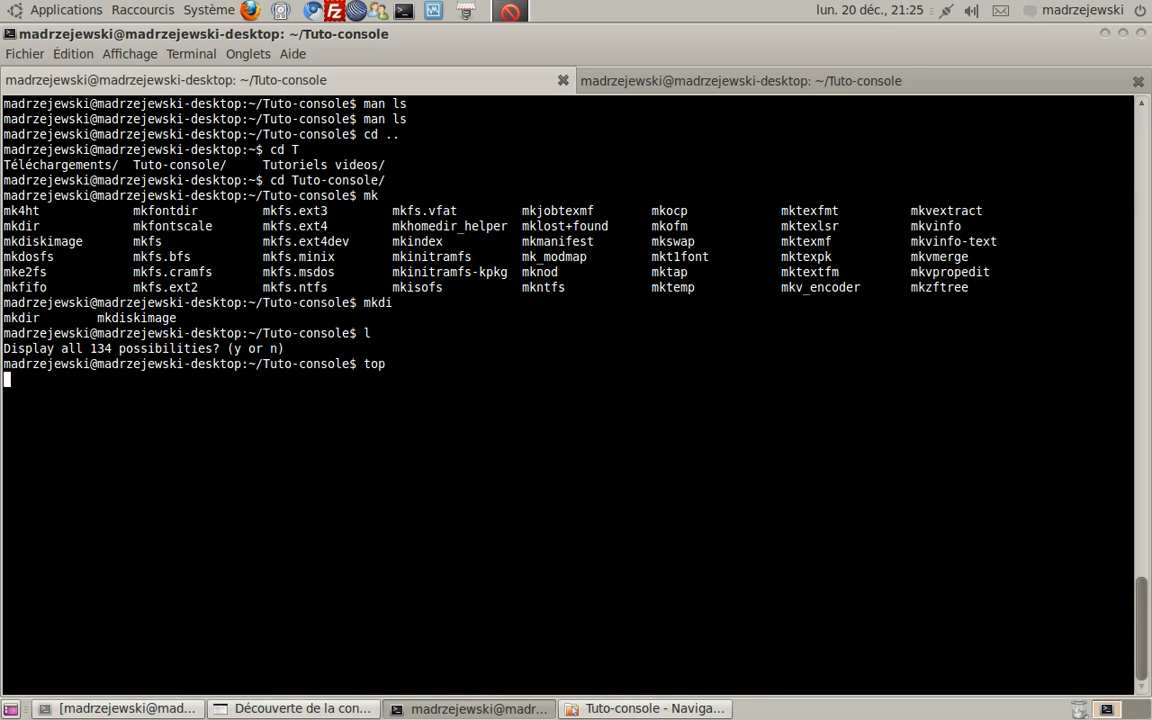 Applications Raccourcis Système lun. 20 déc., 21:25 madrzejewski
madrzejewski@madrzejewski-desktop: ~/Tuto-console
Fichier Édition Affichage Terminal Onglets Aide
madrzejewski@madrzejewski-desktop: ~/Tuto-console madrzejewski@madrzejewski-desktop: ~/Tuto-console
madrzejewski@madrzejewski-desktop:~/Tuto-console$ man ls
madrzejewski@madrzejewski-desktop:~/Tuto-console$ man ls
madrzejewski@madrzejewski-desktop:~/Tuto-console$ cd ..
madrzejewski@madrzejewski-desktop:~$ cd T
Téléchargements/ Tuto-console/ Tutoriels videos/
madrzejewski@madrzejewski-desktop:~$ cd Tuto-console/
madrzejewski@madrzejewski-desktop:~/Tuto-console$ mk
mk4ht mkfontdir mkfs.ext3 mkfs.vfat mkjobtexmf mkocp mktexfmt mkvextract
mkdir mkfontscale mkfs.ext4 mkhomedir_helper mklost+found mkofm mktexlsr mkvinfo
mkdiskimage mkfs mkfs.ext4dev mkindex mkmanifest mkswap mktexmf mkvinfo-text
mkdosfs mkfs.bfs mkfs.minix mkinitramfs mk_modmap mkt1font mktexpk mkvmerge
mke2fs mkfs.cramfs mkfs.msdos mkinitramfs-kpkg mknod mktap mktextfm mkvpropedit
mkfifo mkfs.ext2 mkfs.ntfs mkisofs mkntfs mktemp mkv_encoder mkzftree
madrzejewski@madrzejewski-desktop:~/Tuto-console$ mkdi
mkdir mkdiskimage
madrzejewski@madrzejewski-desktop:~/Tuto-console$ l
Display all 134 possibilities? (y or n)
madrzejewski@madrzejewski-desktop:~/Tuto-console$ top
[madrzejewski@mad... Découverte de la con... madrzejewski@madr... Tuto-console - Naviga...